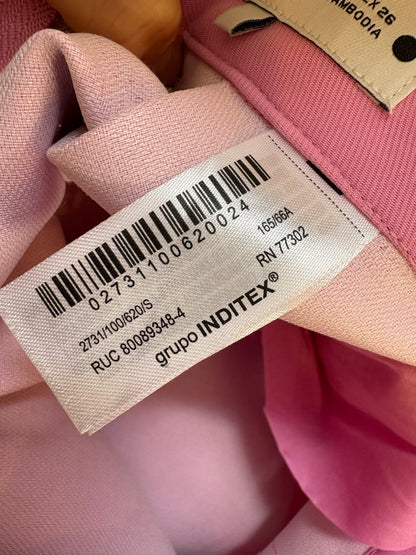 X 26
AMBODIA
02731100620024
2731/100/620/S
165/66A
RUC 80089348-4
RN 77302
grupo INDITEX®